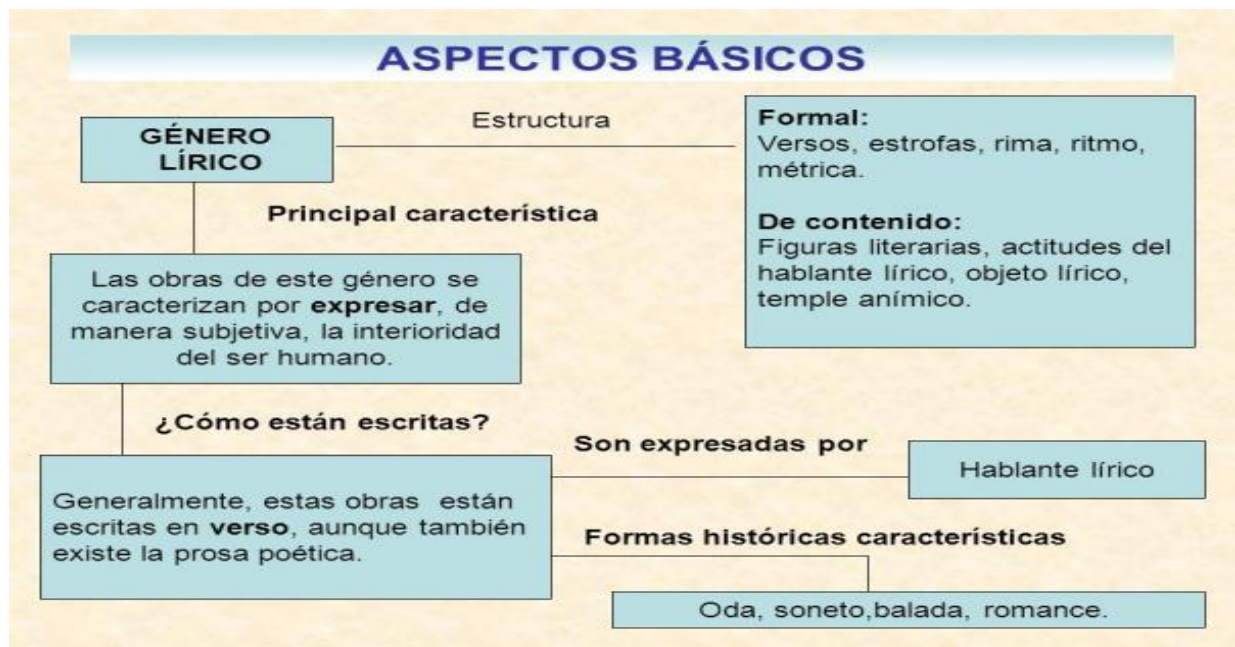 ASPECTOS BÁSICOS
GÉNERO
LÍRICO
Estructura
Formal:
Versos, estrofas, rima, ritmo,
métrica.
De contenido:
Figuras literarias, actitudes del
hablante lírico, objeto lírico,
temple anímico.
Principal característica
Las obras de este género se
caracterizan por expresar, de
manera subjetiva, la interioridad
del ser humano.
¿Cómo están escritas?
Generalmente, estas obras están
escritas en verso, aunque también
existe la prosa poética.
Son expresadas por
Hablante lírico
Formas históricas características
Oda, soneto,balada, romance.